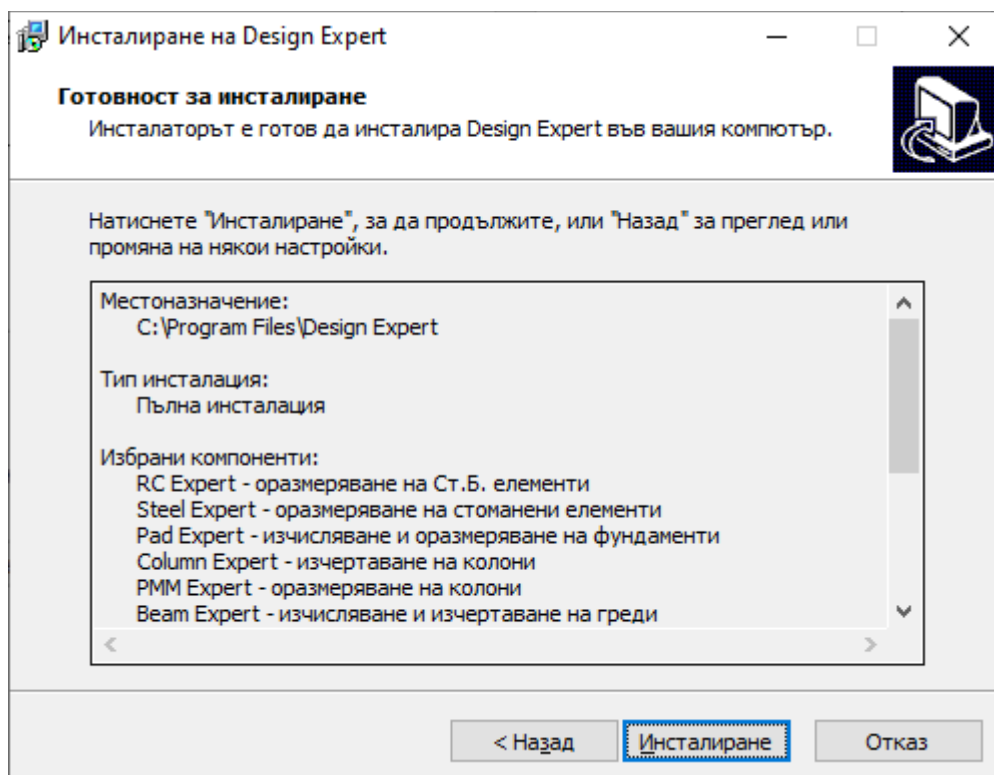 Инсталиране на Design Expert
Готовност за инсталиране
Инсталаторът е готов да инсталира Design Expert във вашия компютър.
Натиснете "Инсталиране", за да продължите, или "Назад" за преглед или
промяна на някои настройки.
Местоназначение:
C:\Program Files\Design Expert
Тип инсталация:
Пълна инсталация
Избрани компоненти:
RC Expert - оразмеряване на Ст.Б. елементи
Steel Expert - оразмеряване на стоманени елементи
Pad Expert - изчисляване и оразмеряване на фундаменти
Column Expert - изчертаване на колони
PMM Expert - оразмеряване на колони
Beam Expert - изчисляване и изчертаване на греди
< Назад Инсталиране Отказ